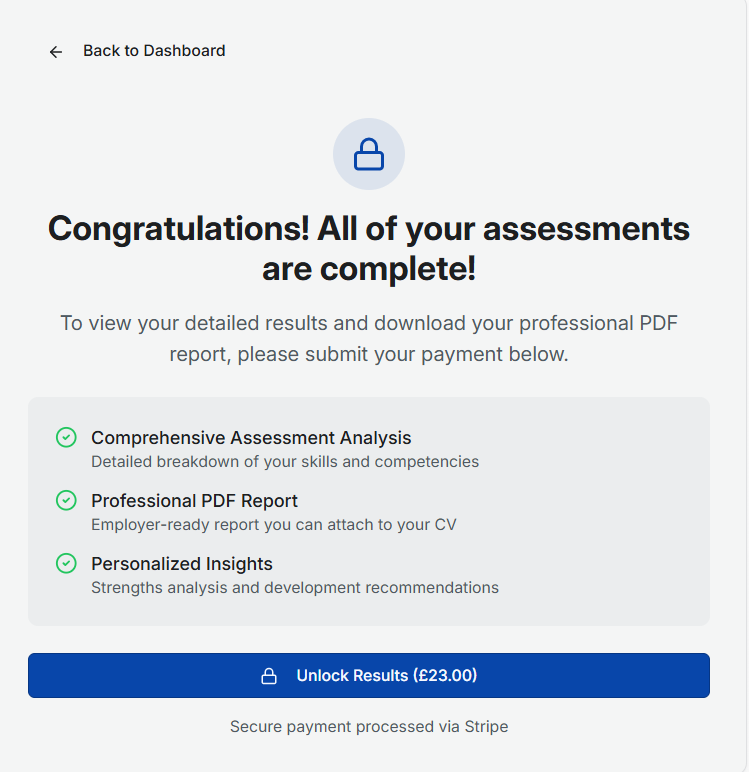 Back to Dashboard
Congratulations! All of your assessments
are complete!
To view your detailed results and download your professional PDF
report, please submit your payment below.
Comprehensive Assessment Analysis
Detailed breakdown of your skills and competencies
Professional PDF Report
Employer-ready report you can attach to your CV
Personalized Insights
Strengths analysis and development recommendations
Unlock Results (£23.00)
Secure payment processed via Stripe